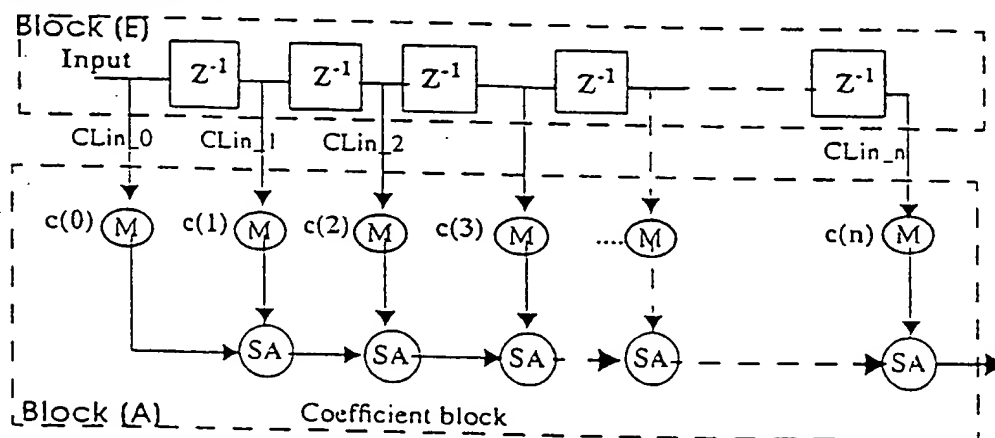 Block (E)
Input
Z-1 Z-1 Z-1 Z-1 Z-1
CLin_0 CLin_1 CLin_2 CLin_n
c(0) M c(1) M c(2) M c(3) M .... M c(n) M
SA SA SA SA SA
Block (A) Coefficient block